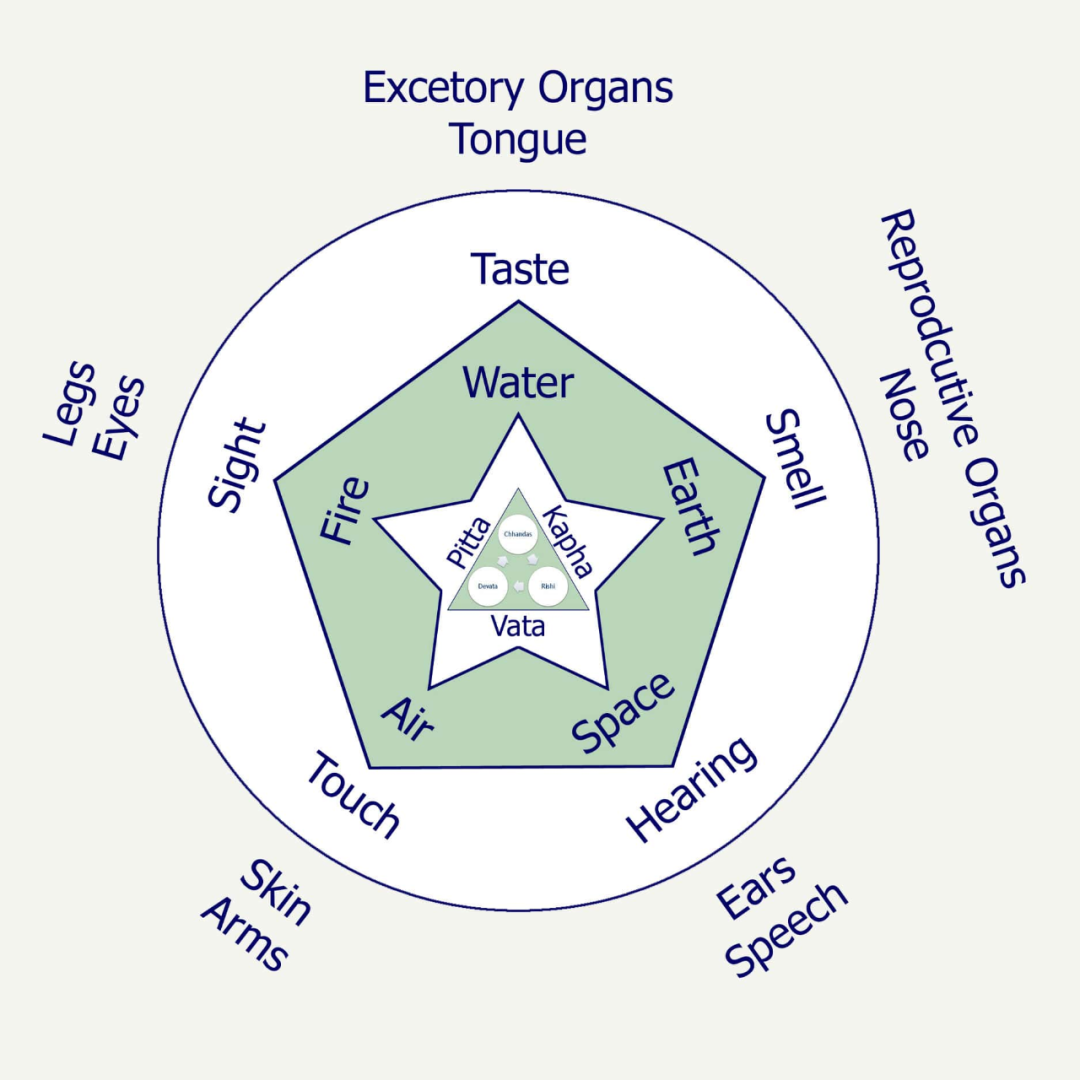 Excetory Organs
Tongue
Reprodcutive Organs
Nose
Legs
Eyes
Taste
Sight
Smell
Water
Fire
Earth
Pitta
Kapha
Chhandas
Devata
Rishi
Vata
Air
Space
Touch
Hearing
Skin
Arms
Ears
Speech